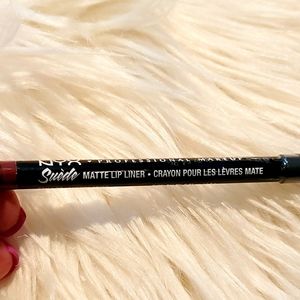 NYX • PROFESSIONAL MAKEUP
Suède MATTE LIP LINER • CRAYON POUR LES LÈVRES MATE